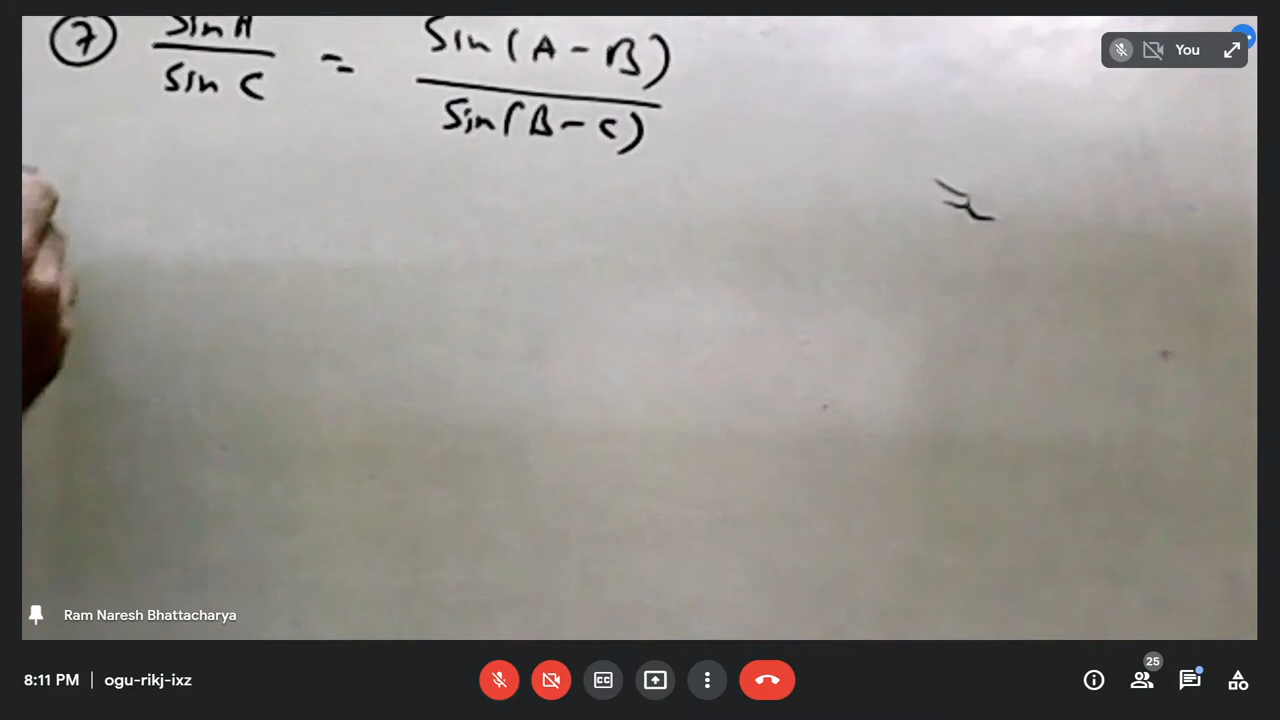 You
7 sin A / sin C = sin(A - B) / sin(B - C)
Ram Naresh Bhattacharya
8:11 PM | ogu-rikj-ixz
25